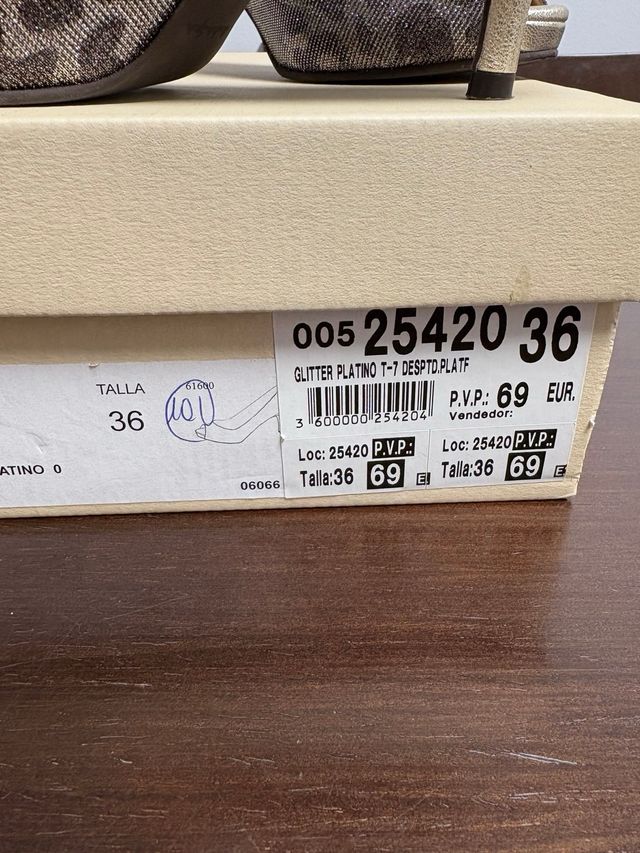 005 25420 36
GLITTER PLATINO T-7 DESPTD.PLATF
3 600000 254204
P.V.P.: 69 EUR.
Vendedor:
Loc: 25420 P.V.P.:
Talla:36 69
Loc: 25420 P.V.P.:
Talla:36 69
TALLA
36
61600
101
ATINO 0
06066